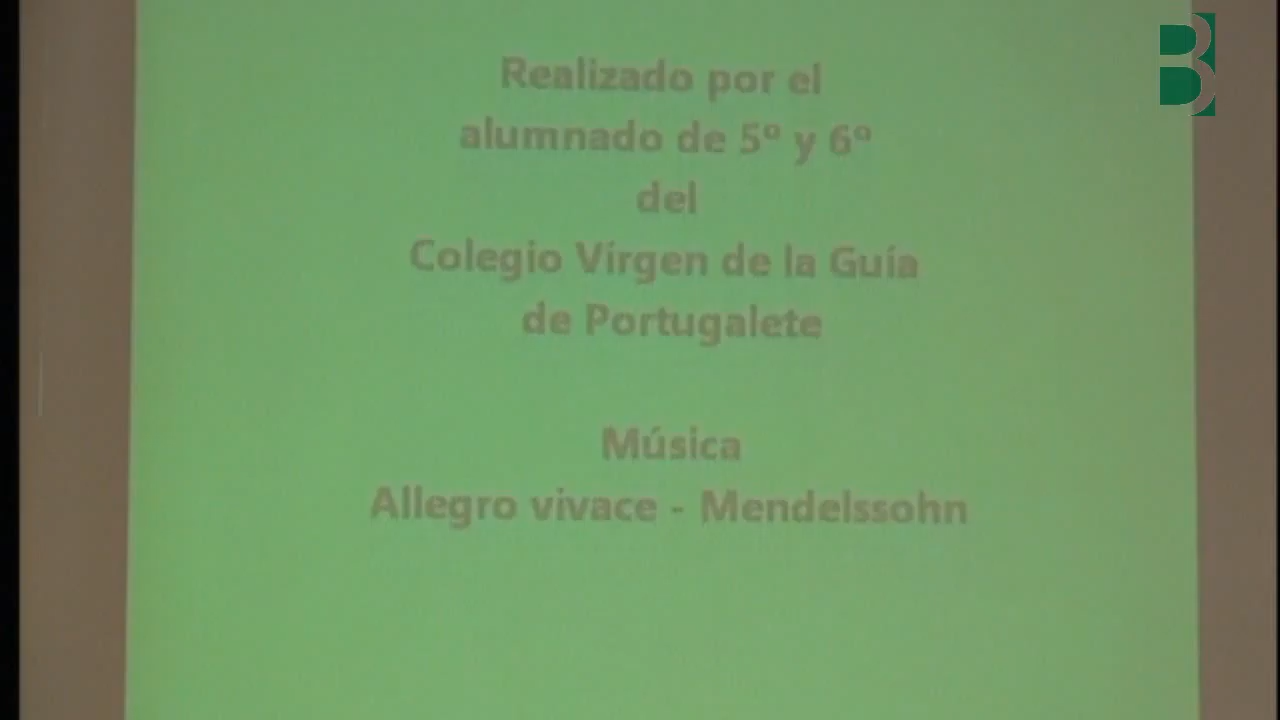 Realizado por el
alumnado de 5º y 6º
del
Colegio Virgen de la Guía
de Portugalete
Música
Allegro vivace - Mendelssohn
B